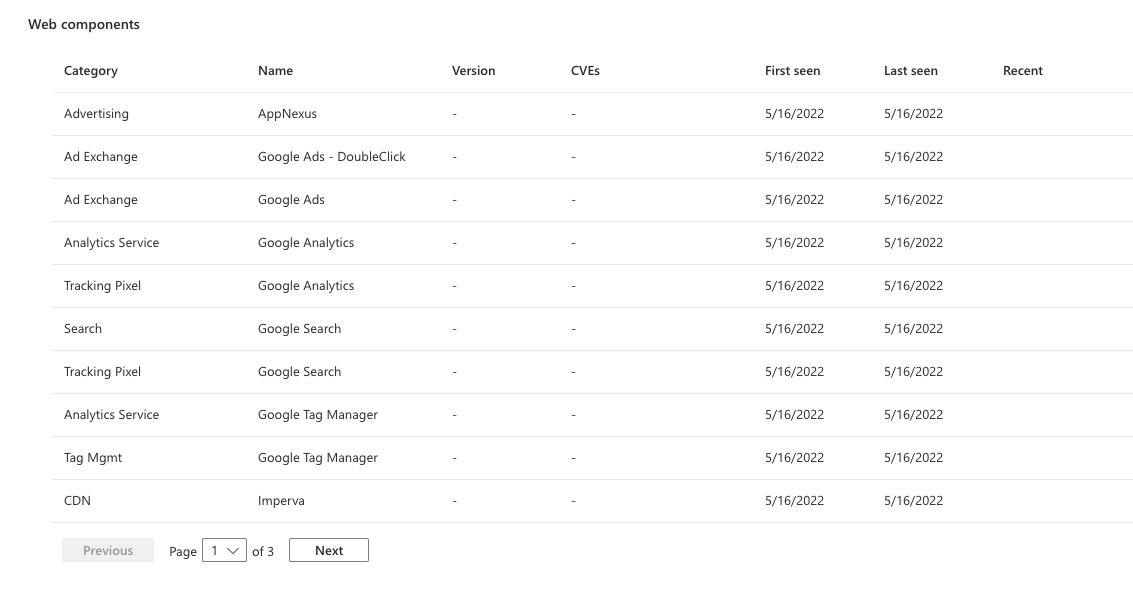 Web components
Category Name Version CVEs First seen Last seen Recent
Advertising AppNexus - - 5/16/2022 5/16/2022
Ad Exchange Google Ads - DoubleClick - - 5/16/2022 5/16/2022
Ad Exchange Google Ads - - 5/16/2022 5/16/2022
Analytics Service Google Analytics - - 5/16/2022 5/16/2022
Tracking Pixel Google Analytics - - 5/16/2022 5/16/2022
Search Google Search - - 5/16/2022 5/16/2022
Tracking Pixel Google Search - - 5/16/2022 5/16/2022
Analytics Service Google Tag Manager - - 5/16/2022 5/16/2022
Tag Mgmt Google Tag Manager - - 5/16/2022 5/16/2022
CDN Imperva - - 5/16/2022 5/16/2022
Previous Page 1 of 3 Next